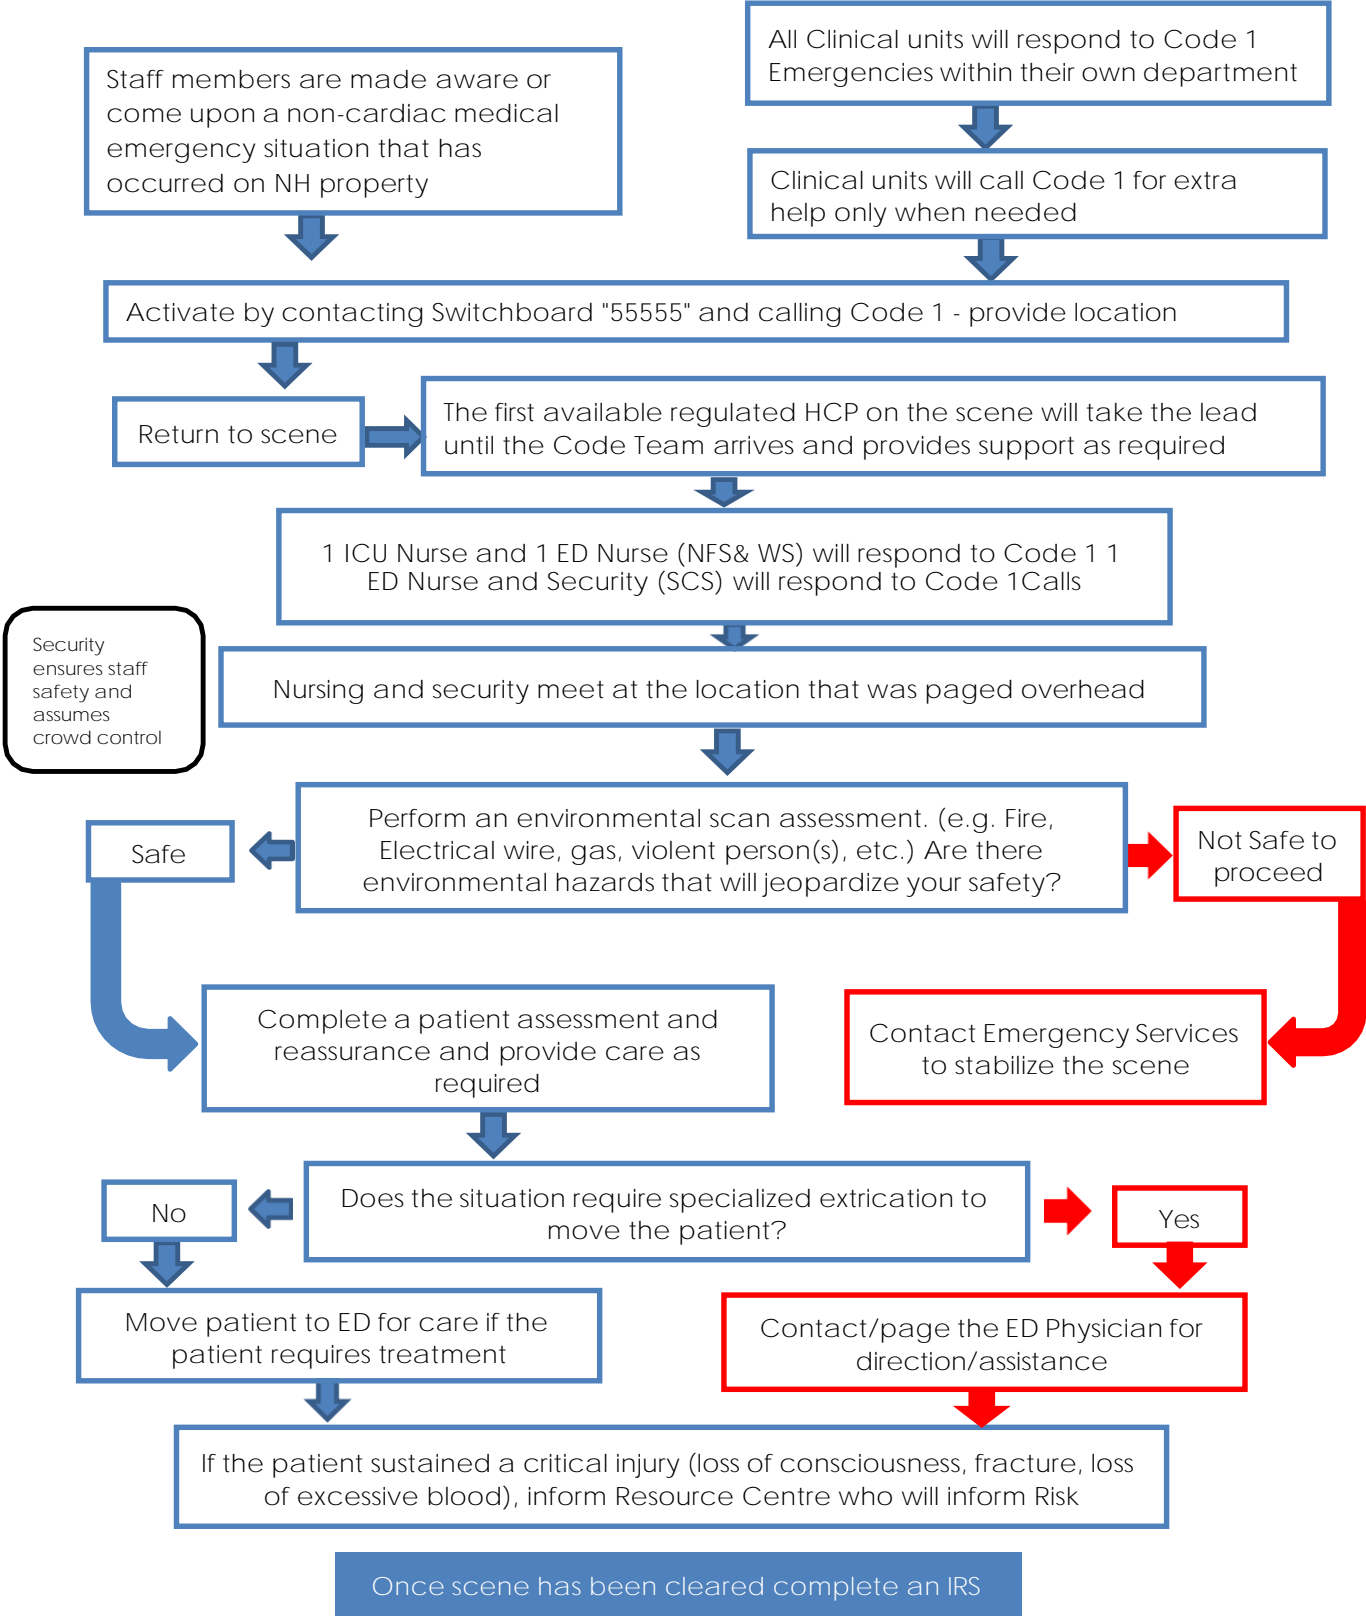 All Clinical units will respond to Code 1
Emergencies within their own department
Staff members are made aware or
come upon a non-cardiac medical
emergency situation that has
occurred on NH property
Clinical units will call Code 1 for extra
help only when needed
Activate by contacting Switchboard "55555" and calling Code 1 - provide location
Return to scene
The first available regulated HCP on the scene will take the lead
until the Code Team arrives and provides support as required
1 ICU Nurse and 1 ED Nurse (NFS& WS) will respond to Code 1 1
ED Nurse and Security (SCS) will respond to Code 1Calls
Security
ensures staff
safety and
assumes
crowd control
Nursing and security meet at the location that was paged overhead
Perform an environmental scan assessment. (e.g. Fire,
Electrical wire, gas, violent person(s), etc.) Are there
environmental hazards that will jeopardize your safety?
Safe
Not Safe to
proceed
Complete a patient assessment and
reassurance and provide care as
required
Contact Emergency Services
to stabilize the scene
Does the situation require specialized extrication to
move the patient?
No
Yes
Move patient to ED for care if the
patient requires treatment
Contact/page the ED Physician for
direction/assistance
If the patient sustained a critical injury (loss of consciousness, fracture, loss
of excessive blood), inform Resource Centre who will inform Risk
Once scene has been cleared complete an IRS